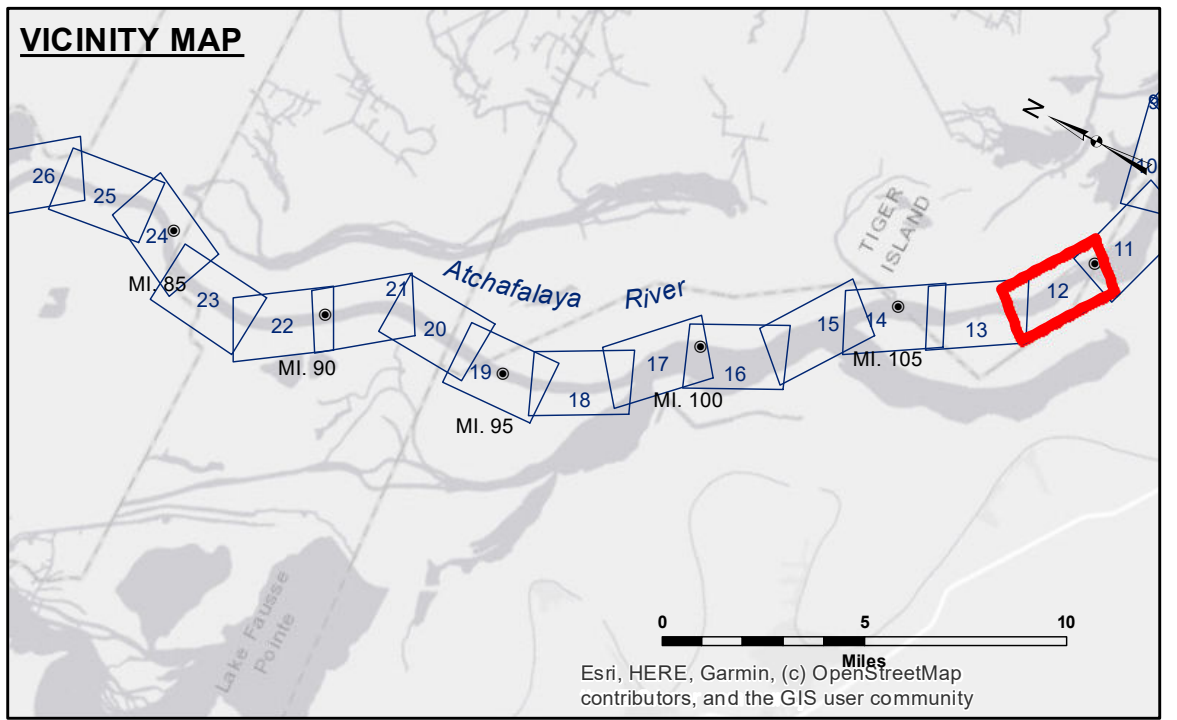 VICINITY MAP
N
9
10
26
25
24
MI. 85
23
22
MI. 90
21
20
Atchafalaya River
19
MI. 95
18
17
MI. 100
16
15
14
MI. 105
TIGER
ISLAND
13
12
11
Lake Fausse
Pointe
0 5 10
Miles
Esri, HERE, Garmin, (c) OpenStreetMap
contributors, and the GIS user community